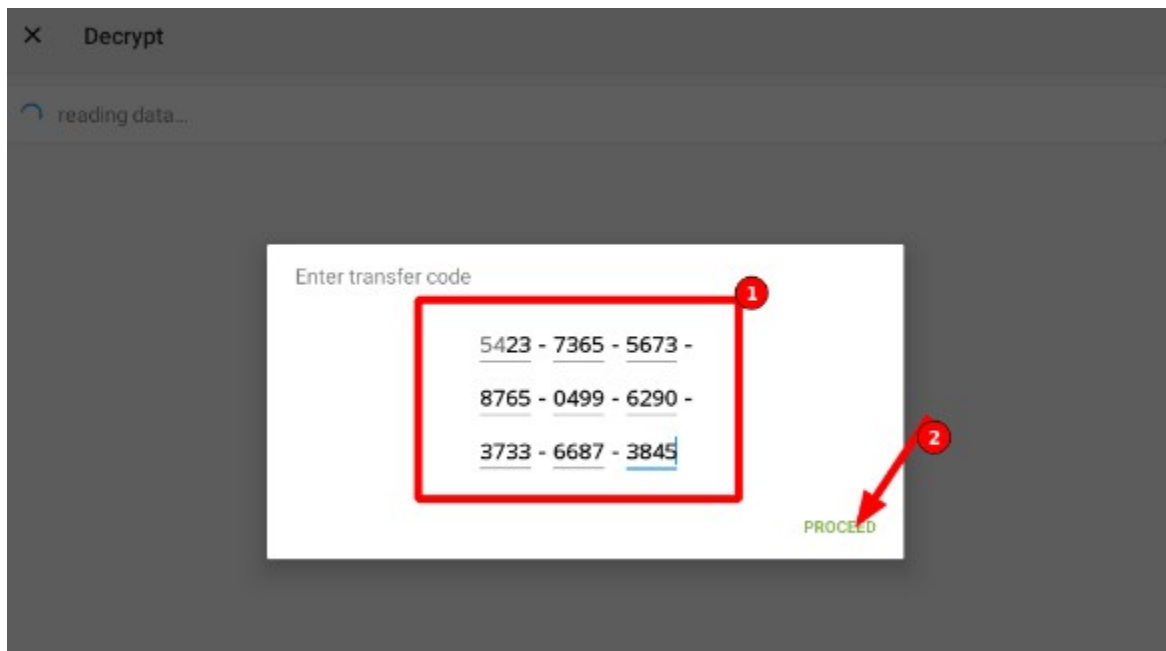 Decrypt
reading data...
Enter transfer code
1
5423 - 7365 - 5673 -
8765 - 0499 - 6290 -
3733 - 6687 - 3845
2
PROCEED